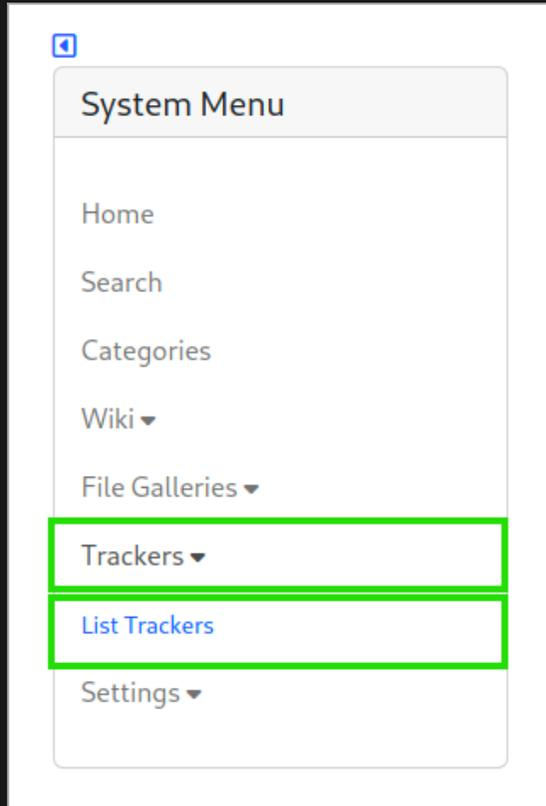 System Menu
Home
Search
Categories
Wiki
File Galleries
Trackers
List Trackers
Settings